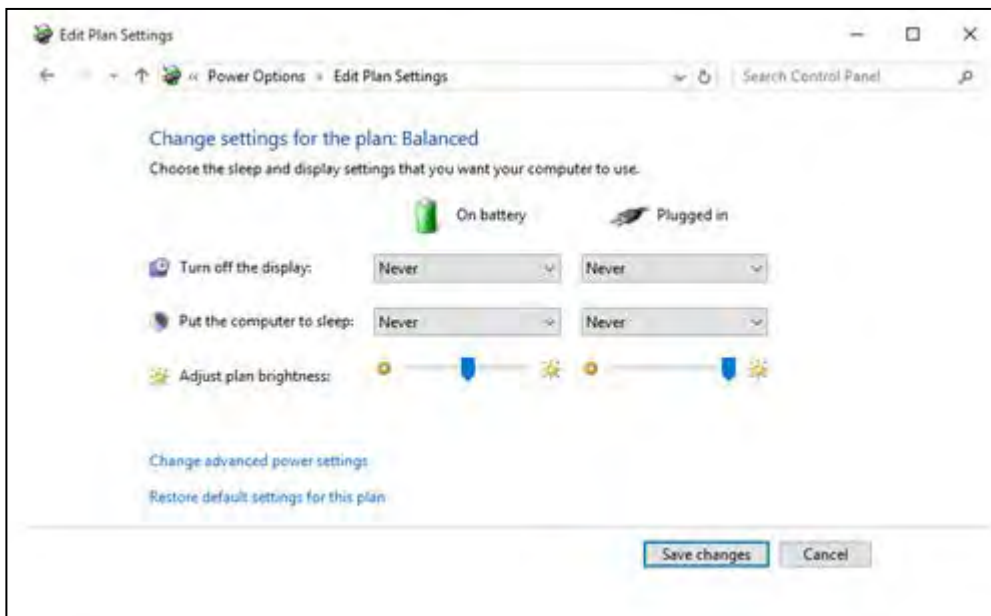 Edit Plan Settings
« Power Options › Edit Plan Settings Search Control Panel
Change settings for the plan: Balanced
Choose the sleep and display settings that you want your computer to use.
On battery Plugged in
Turn off the display: Never Never
Put the computer to sleep: Never Never
Adjust plan brightness:
Change advanced power settings
Restore default settings for this plan
Save changes Cancel